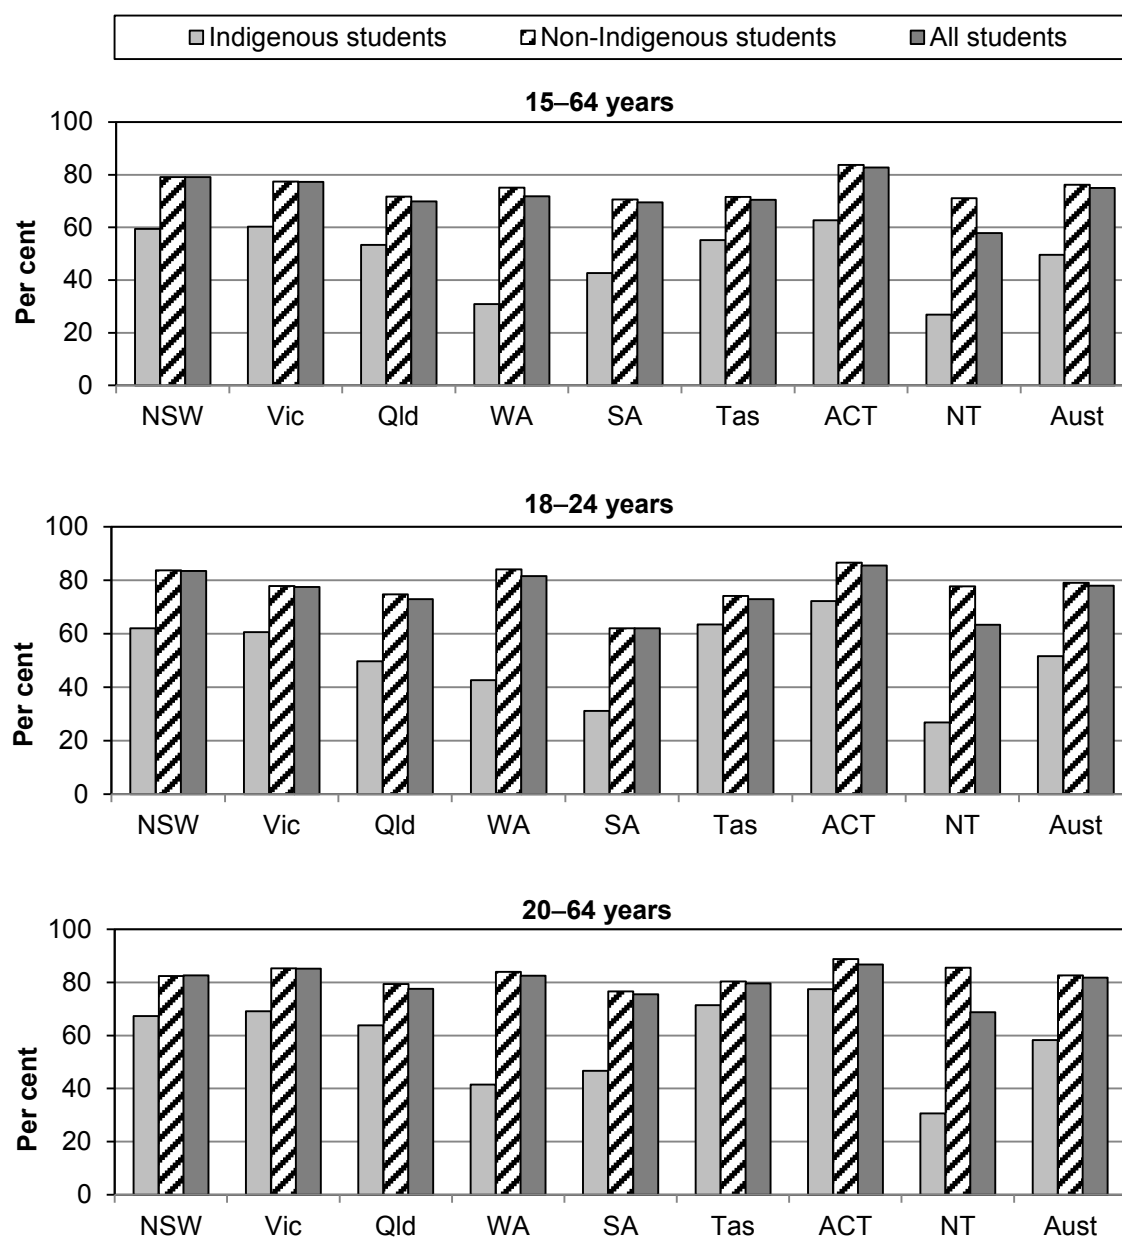 Indigenous students Non-Indigenous students All students
15–64 years
100
80
60
40
20
0
Per cent
NSW Vic Qld WA SA Tas ACT NT Aust
18–24 years
100
80
60
40
20
0
Per cent
NSW Vic Qld WA SA Tas ACT NT Aust
20–64 years
100
80
60
40
20
0
Per cent
NSW Vic Qld WA SA Tas ACT NT Aust